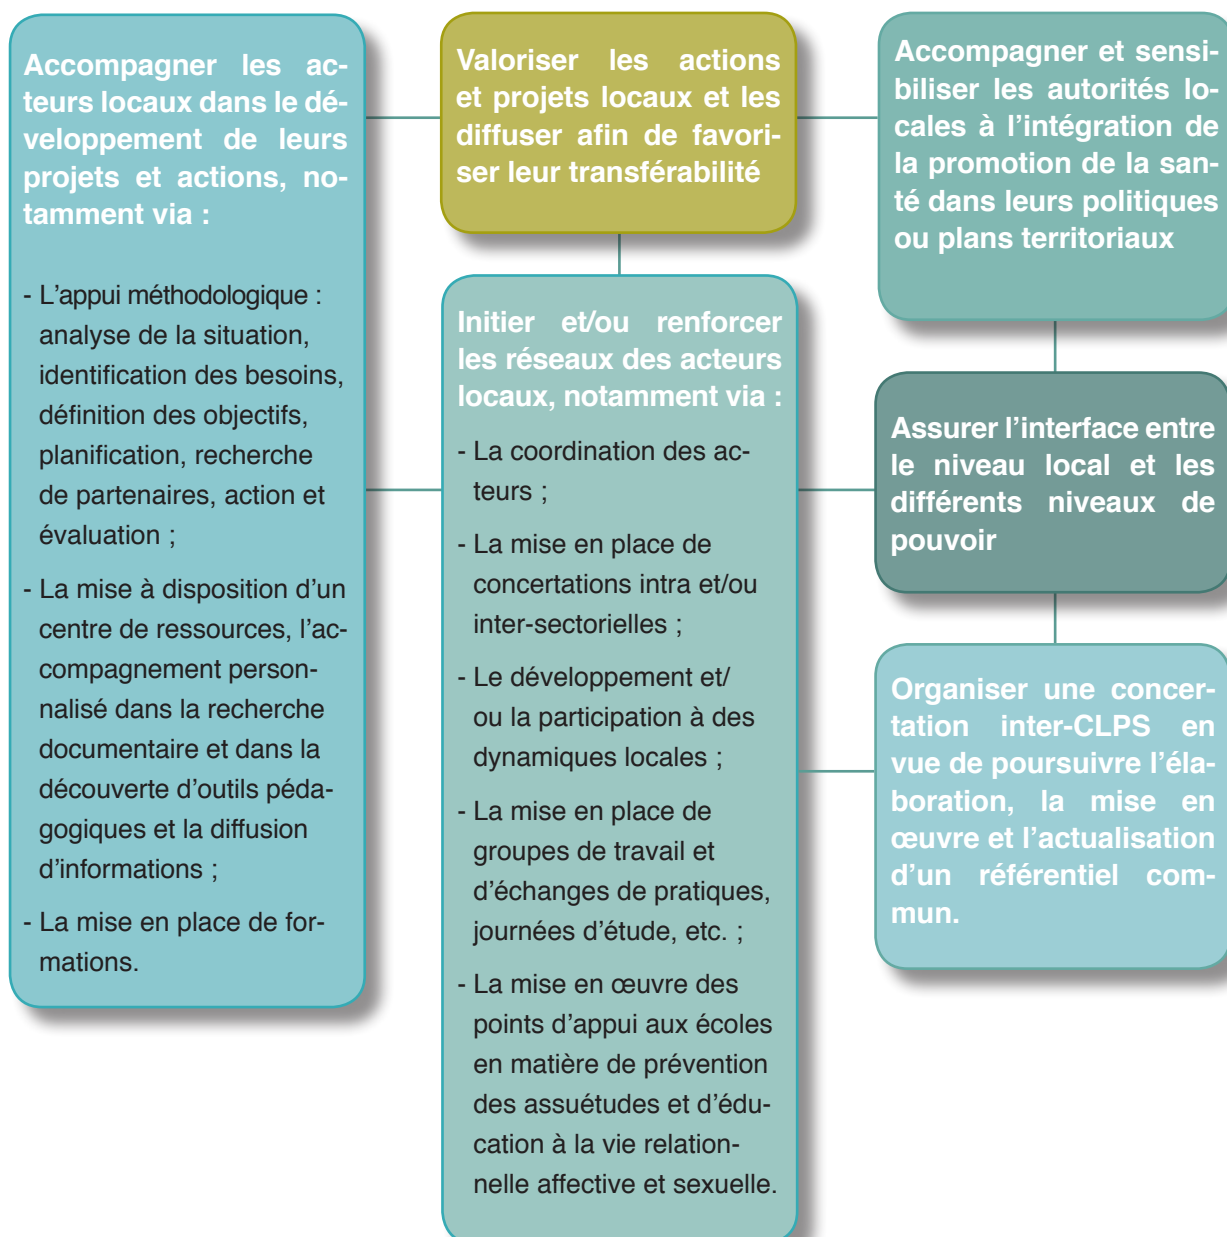 Accompagner les ac-
teurs locaux dans le dé-
veloppement de leurs
projets et actions, no-
tamment via :
- L’appui méthodologique :
analyse de la situation,
identification des besoins,
définition des objectifs,
planification, recherche
de partenaires, action et
évaluation ;
- La mise à disposition d’un
centre de ressources, l’ac-
compagnement person-
nalisé dans la recherche
documentaire et dans la
découverte d’outils péda-
gogiques et la diffusion
d’informations ;
- La mise en place de for-
mations.
Valoriser les actions
et projets locaux et les
diffuser afin de favori-
ser leur transférabilité
Initier et/ou renforcer
les réseaux des acteurs
locaux, notamment via :
- La coordination des ac-
teurs ;
- La mise en place de
concertations intra et/ou
inter-sectorielles ;
- Le développement et/
ou la participation à des
dynamiques locales ;
- La mise en place de
groupes de travail et
d’échanges de pratiques,
journées d’étude, etc. ;
- La mise en œuvre des
points d’appui aux écoles
en matière de prévention
des assuétudes et d’édu-
cation à la vie relation-
nelle affective et sexuelle.
Accompagner et sensi-
biliser les autorités lo-
cales à l’intégration de
la promotion de la san-
té dans leurs politiques
ou plans territoriaux
Assurer l’interface entre
le niveau local et les
différents niveaux de
pouvoir
Organiser une concer-
tation inter-CLPS en
vue de poursuivre l’éla-
boration, la mise en
œuvre et l’actualisation
d’un référentiel com-
mun.